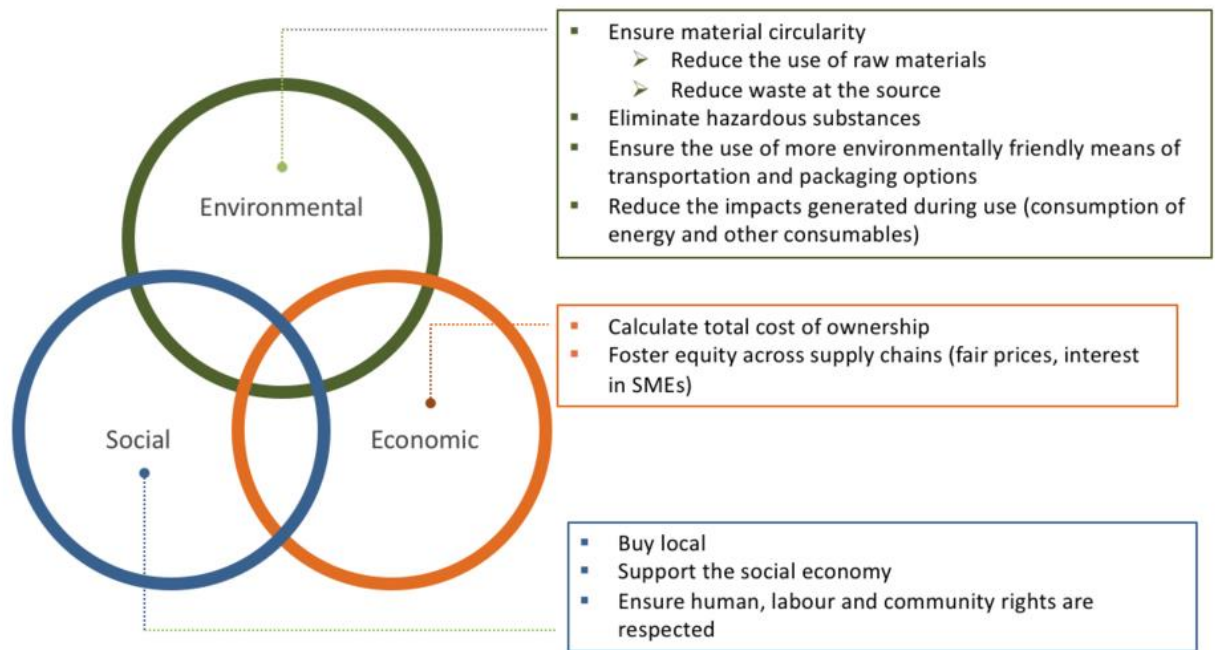 ▪ Ensure material circularity
➢ Reduce the use of raw materials
➢ Reduce waste at the source
▪ Eliminate hazardous substances
▪ Ensure the use of more environmentally friendly means of
transportation and packaging options
▪ Reduce the impacts generated during use (consumption of
energy and other consumables)
Environmental
▪ Calculate total cost of ownership
▪ Foster equity across supply chains (fair prices, interest
in SMEs)
Social
Economic
▪ Buy local
▪ Support the social economy
▪ Ensure human, labour and community rights are
respected